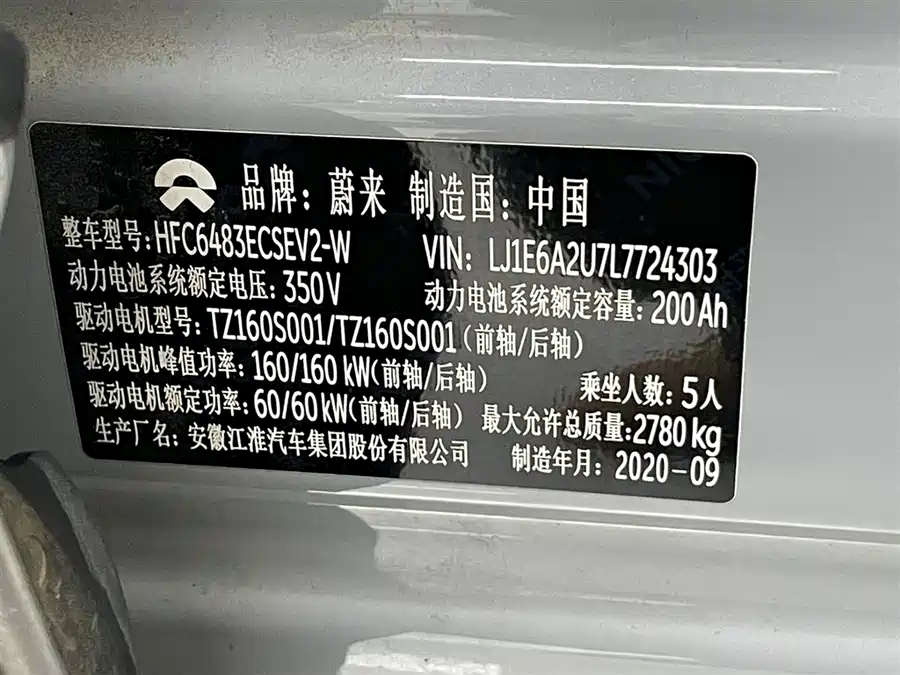 品牌：蔚来 制造国：中国
整车型号：HFC6483ECSEV2-W VIN：LJ1E6A2U7L7724303
动力电池系统额定电压：350V 动力电池系统额定容量：200Ah
驱动电机型号：TZ160S001/TZ160S001（前轴/后轴）
驱动电机峰值功率：160/160kW（前轴/后轴） 乘坐人数：5人
驱动电机额定功率：60/60kW（前轴/后轴） 最大允许总质量：2780kg
生产厂名：安徽江淮汽车集团股份有限公司 制造年月：2020-09